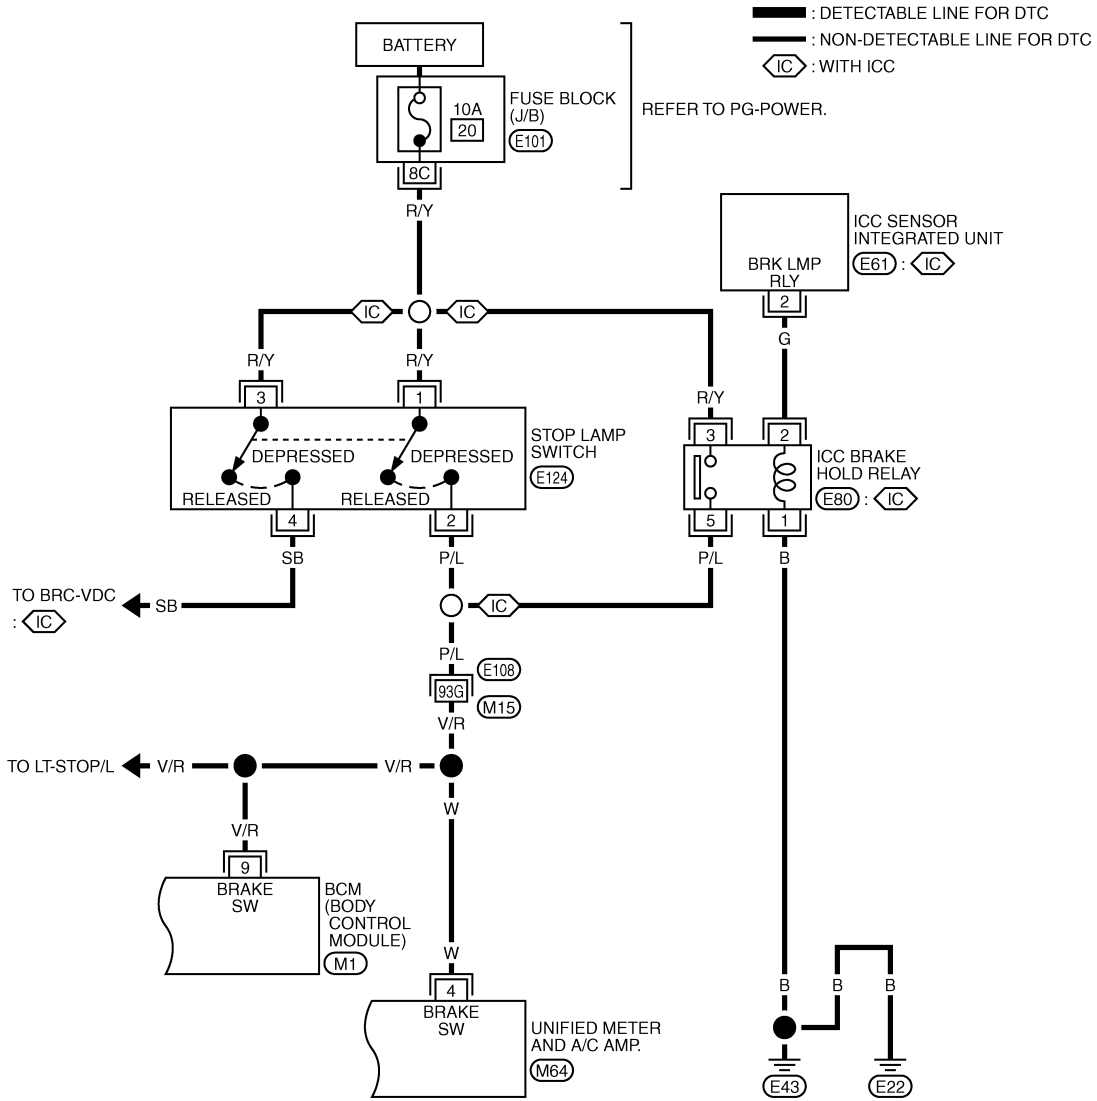 : DETECTABLE LINE FOR DTC
: NON-DETECTABLE LINE FOR DTC
IC : WITH ICC
BATTERY
10A
20
FUSE BLOCK
(J/B)
E101
REFER TO PG-POWER.
8C
R/Y
ICC SENSOR
INTEGRATED UNIT
E61 : IC
BRK LMP
RLY
2
G
IC
IC
R/Y
R/Y
R/Y
3
1
3
2
DEPRESSED
RELEASED
DEPRESSED
RELEASED
STOP LAMP
SWITCH
E124
ICC BRAKE
HOLD RELAY
E80 : IC
4
2
5
1
SB
P/L
P/L
B
TO BRC-VDC
: IC
SB
IC
P/L
E108
93G
M15
V/R
TO LT-STOP/L
V/R
V/R
W
V/R
9
BRAKE
SW
BCM
(BODY
CONTROL
MODULE)
M1
W
4
BRAKE
SW
UNIFIED METER
AND A/C AMP.
M64
B
B
B
E43
E22